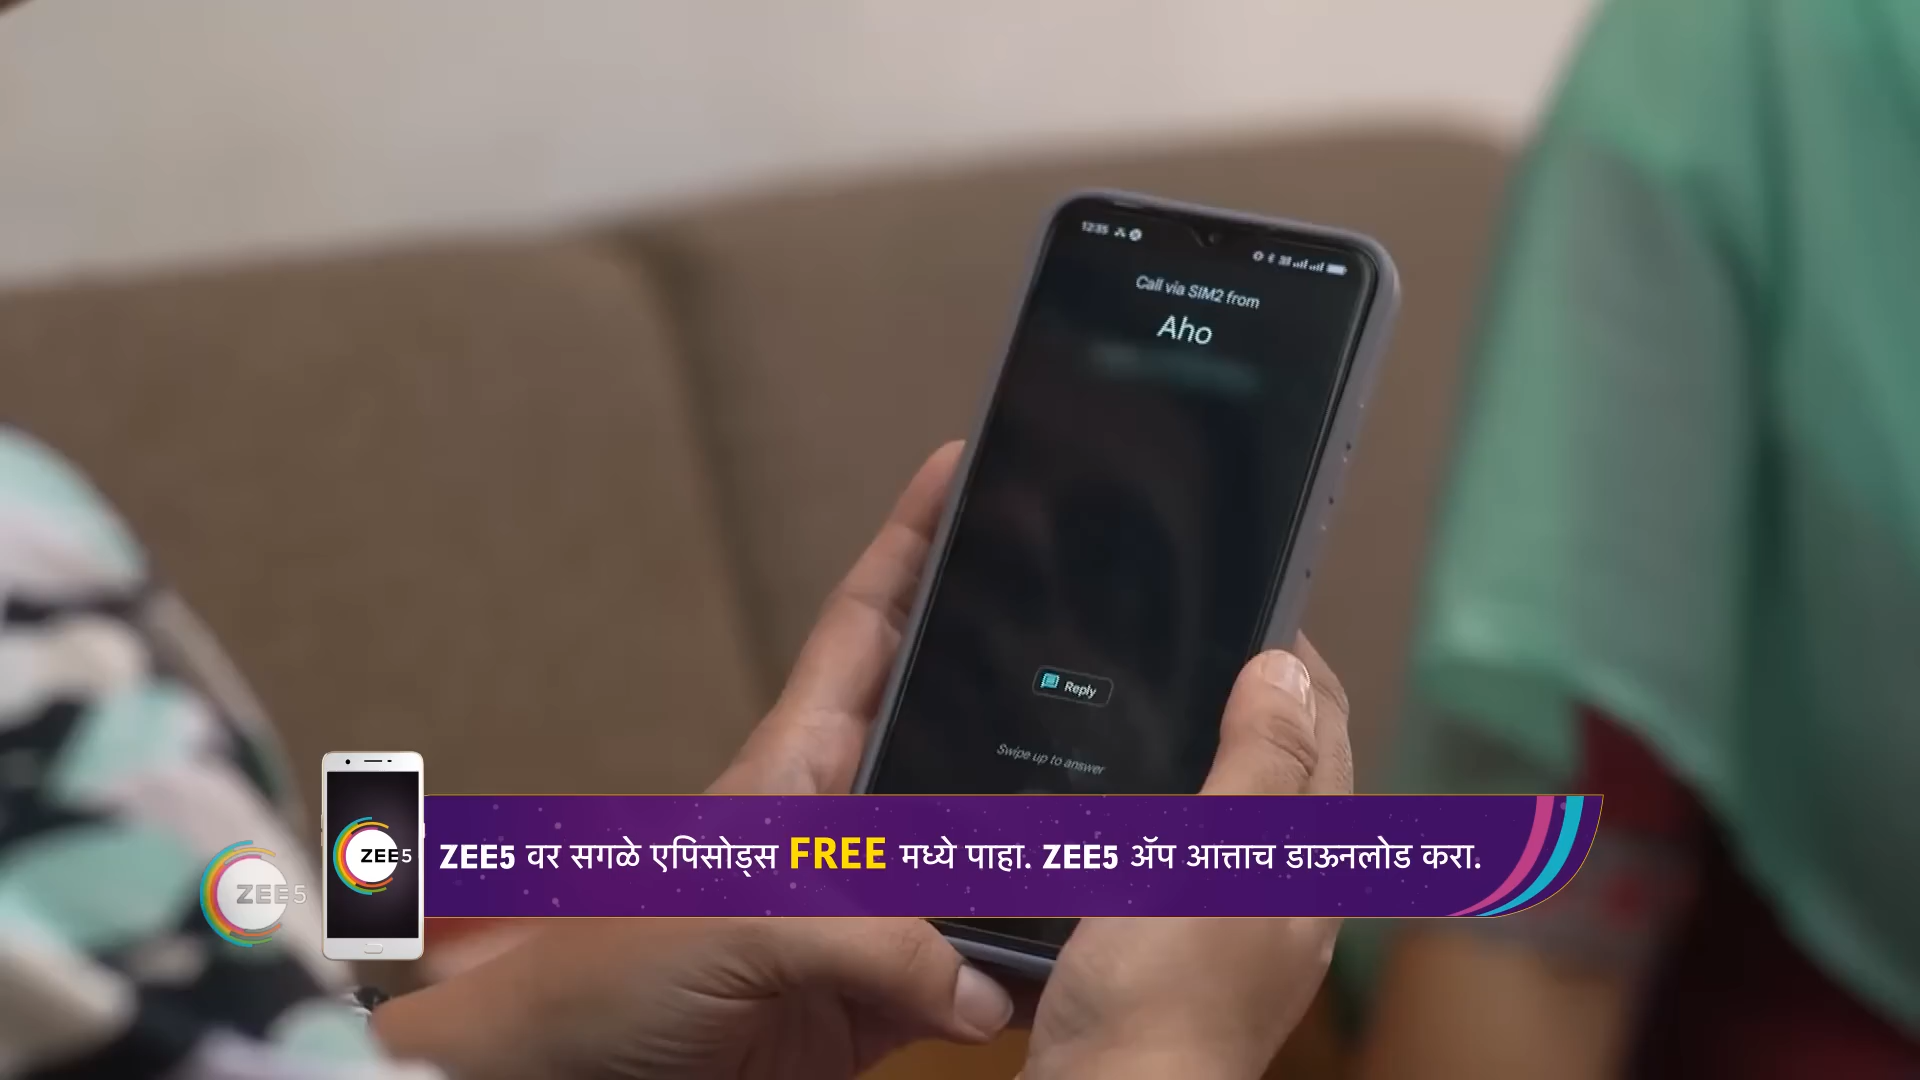 12:35
Call via SIM2 from
Aho
Reply
Swipe up to answer
ZEE5
ZEE5
ZEE5 वर सगळे एपिसोड्स FREE मध्ये पाहा. ZEE5 ॲप आत्ताच डाऊनलोड करा.